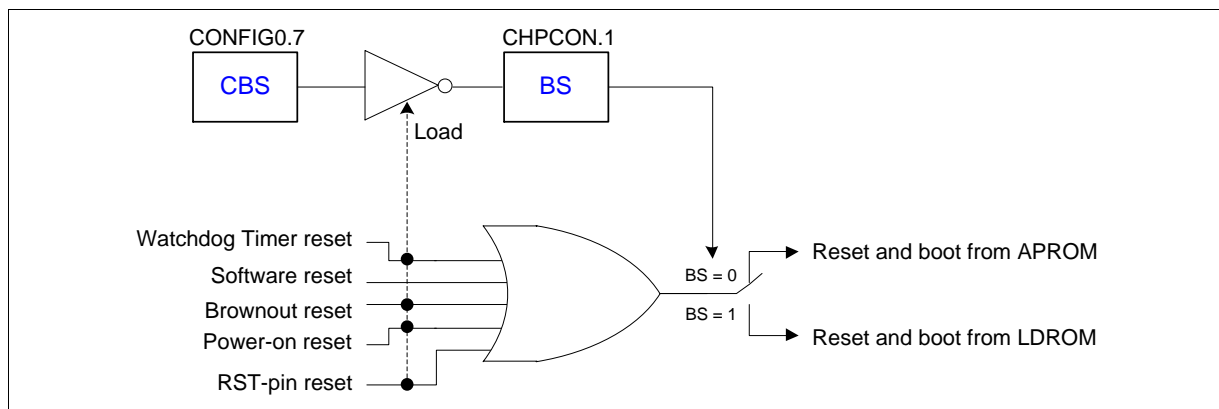 CONFIG0.7
CHPCON.1
CBS
BS
Load
Watchdog Timer reset
Software reset
Brownout reset
Power-on reset
RST-pin reset
BS = 0
BS = 1
Reset and boot from APROM
Reset and boot from LDROM